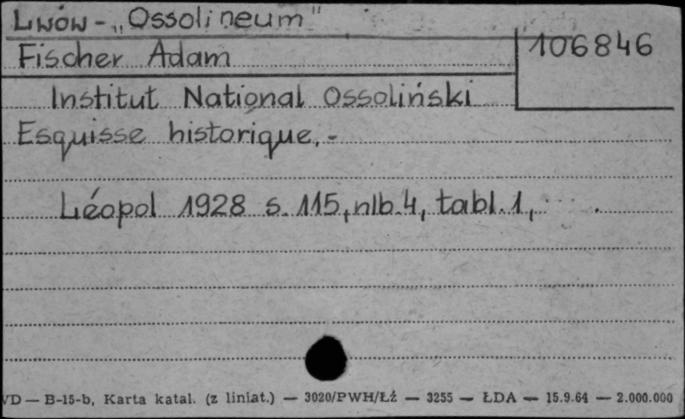 Lwów - „Ossolineum"
Fischer Adam
106846
Institut National Ossoliński
Esquisse historique, -
Léopol 1928 s. 115, nlb. 4, tabl. 1,
VD — B-15-b, Karta katal. (z liniat.) — 3020/PWH/Łż — 3255 — ŁDA — 15.9.64 — 2.000.000